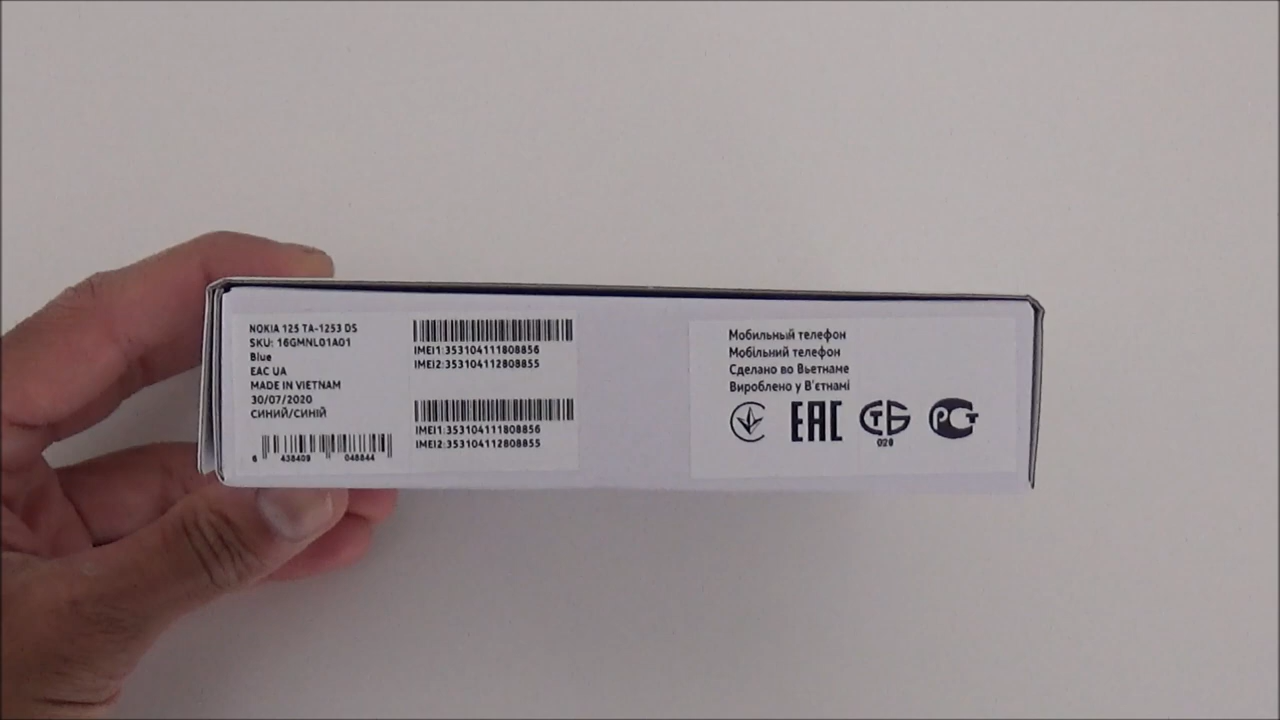 NOKIA 125 TA-1253 DS
SKU: 16GMNL01A01
Blue
EAC UA
MADE IN VIETNAM
30/07/2020
СИНИЙ/СИНІЙ
6 438409 048844
IMEI1:353104111808856
IMEI2:353104112808855
IMEI1:353104111808856
IMEI2:353104112808855
Мобильный телефон
Мобільний телефон
Сделано во Вьетнаме
Вироблено у В'єтнамі
EAC СТБ РСТ
020